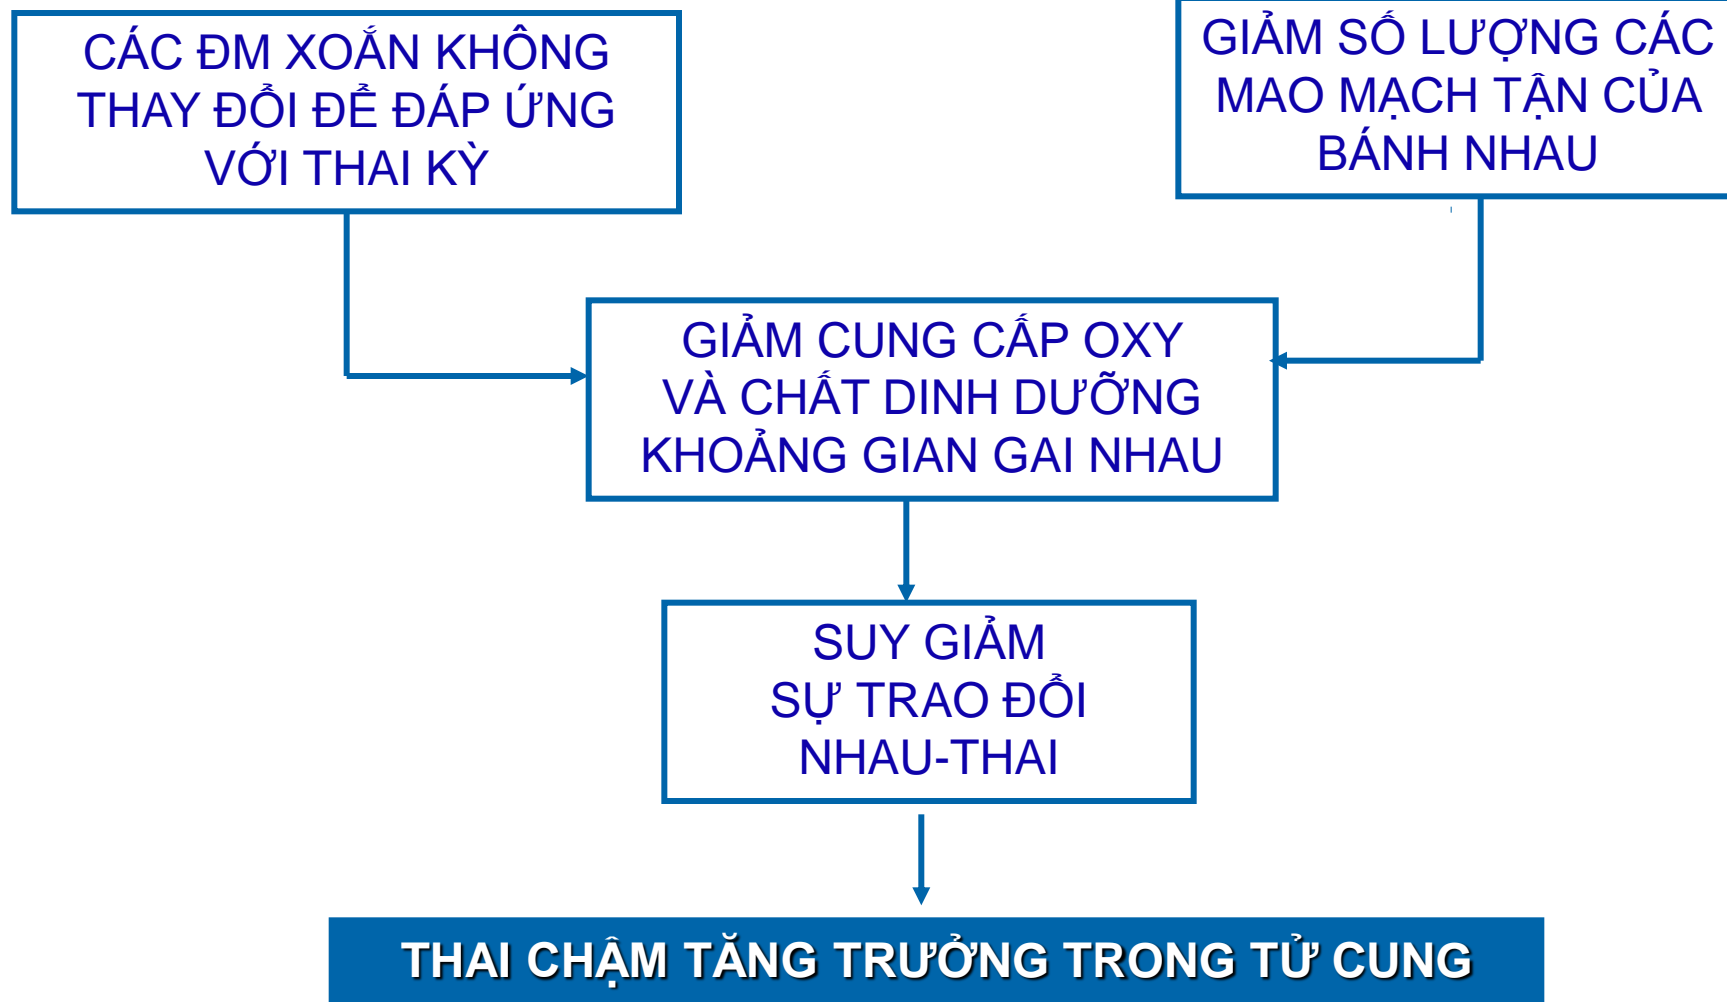 CÁC ĐM XOẮN KHÔNG
THAY ĐỔI ĐỂ ĐÁP ỨNG
VỚI THAI KỲ
GIẢM SỐ LƯỢNG CÁC
MAO MẠCH TẬN CỦA
BÁNH NHAU
GIẢM CUNG CẤP OXY
VÀ CHẤT DINH DƯỠNG
KHOẢNG GIAN GAI NHAU
SUY GIẢM
SỰ TRAO ĐỔI
NHAU-THAI
THAI CHẬM TĂNG TRƯỞNG TRONG TỬ CUNG